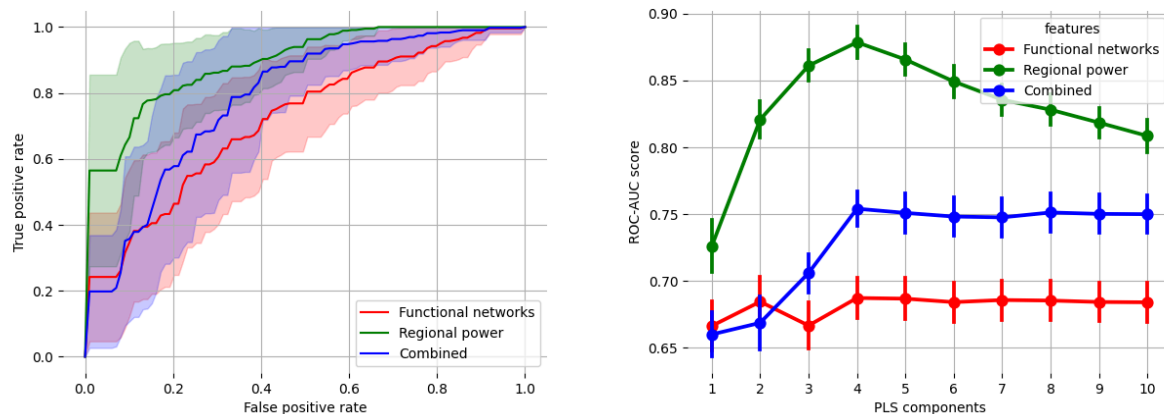 1.0
0.8
0.6
0.4
0.2
0.0
True positive rate
0.0 0.2 0.4 0.6 0.8 1.0
False positive rate
Functional networks
Regional power
Combined
0.90
0.85
0.80
0.75
0.70
0.65
ROC-AUC score
features
Functional networks
Regional power
Combined
1 2 3 4 5 6 7 8 9 10
PLS components